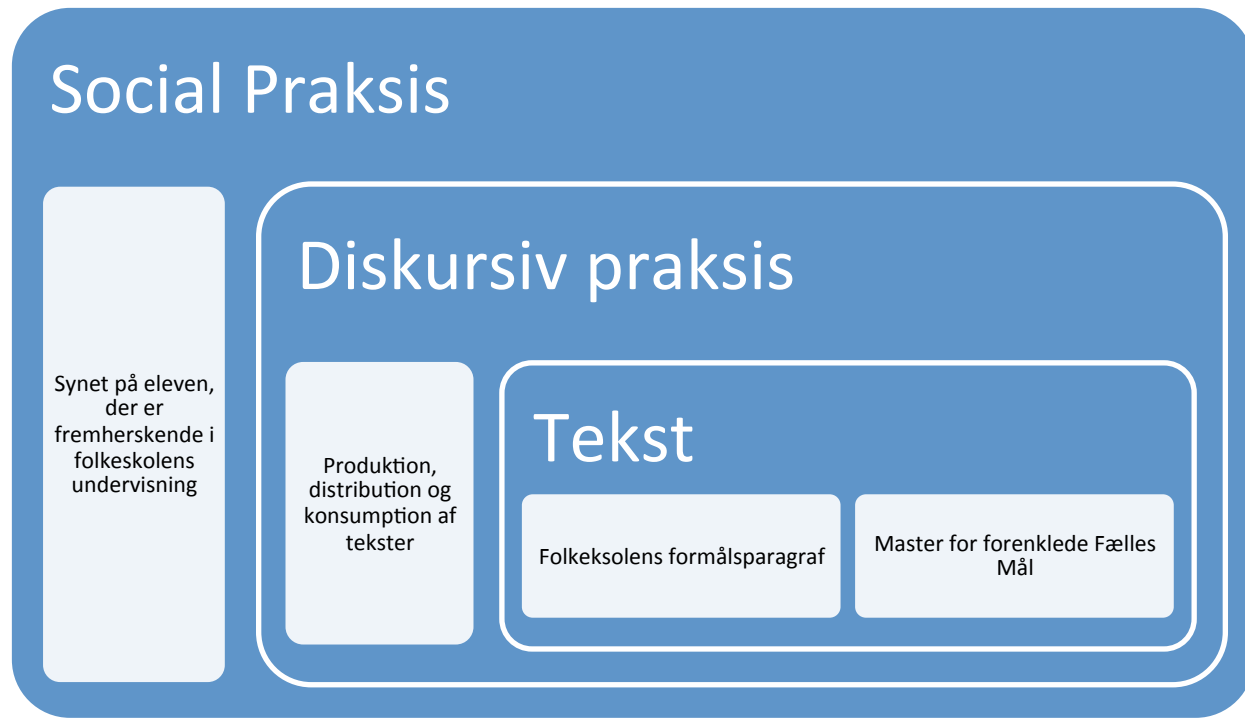 Social Praksis
Synet på eleven,
der er
fremherskende i
folkeskolens
undervisning
Diskursiv praksis
Produktion,
distribution og
konsumption af
tekster
Tekst
Folkeksolens formålsparagraf
Master for forenklede Fælles
Mål